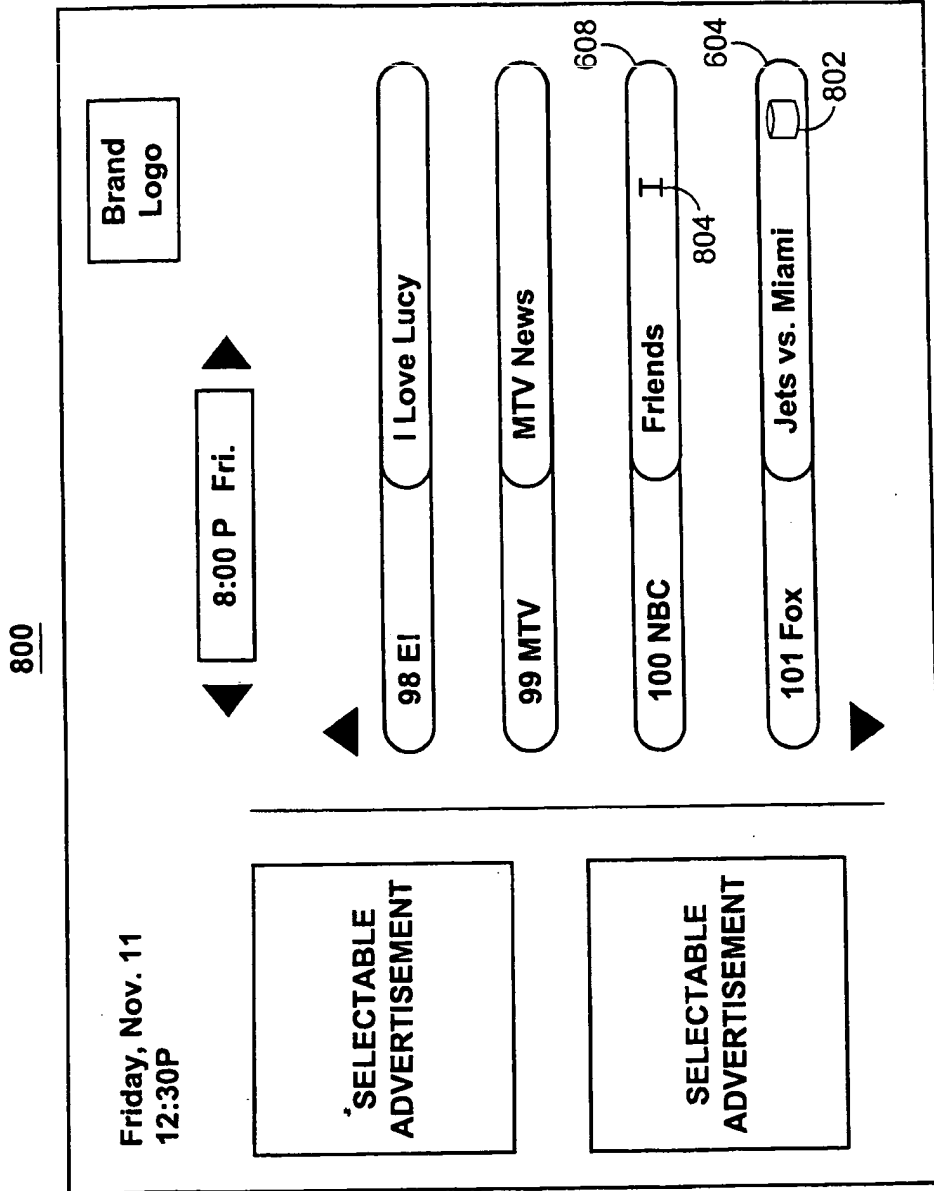 800
Friday, Nov. 11
12:30P
Brand
Logo
8:00 P Fri.
SELECTABLE
ADVERTISEMENT
SELECTABLE
ADVERTISEMENT
98 E!
I Love Lucy
99 MTV
MTV News
100 NBC
Friends
I
608
804
101 Fox
Jets vs. Miami
604
802